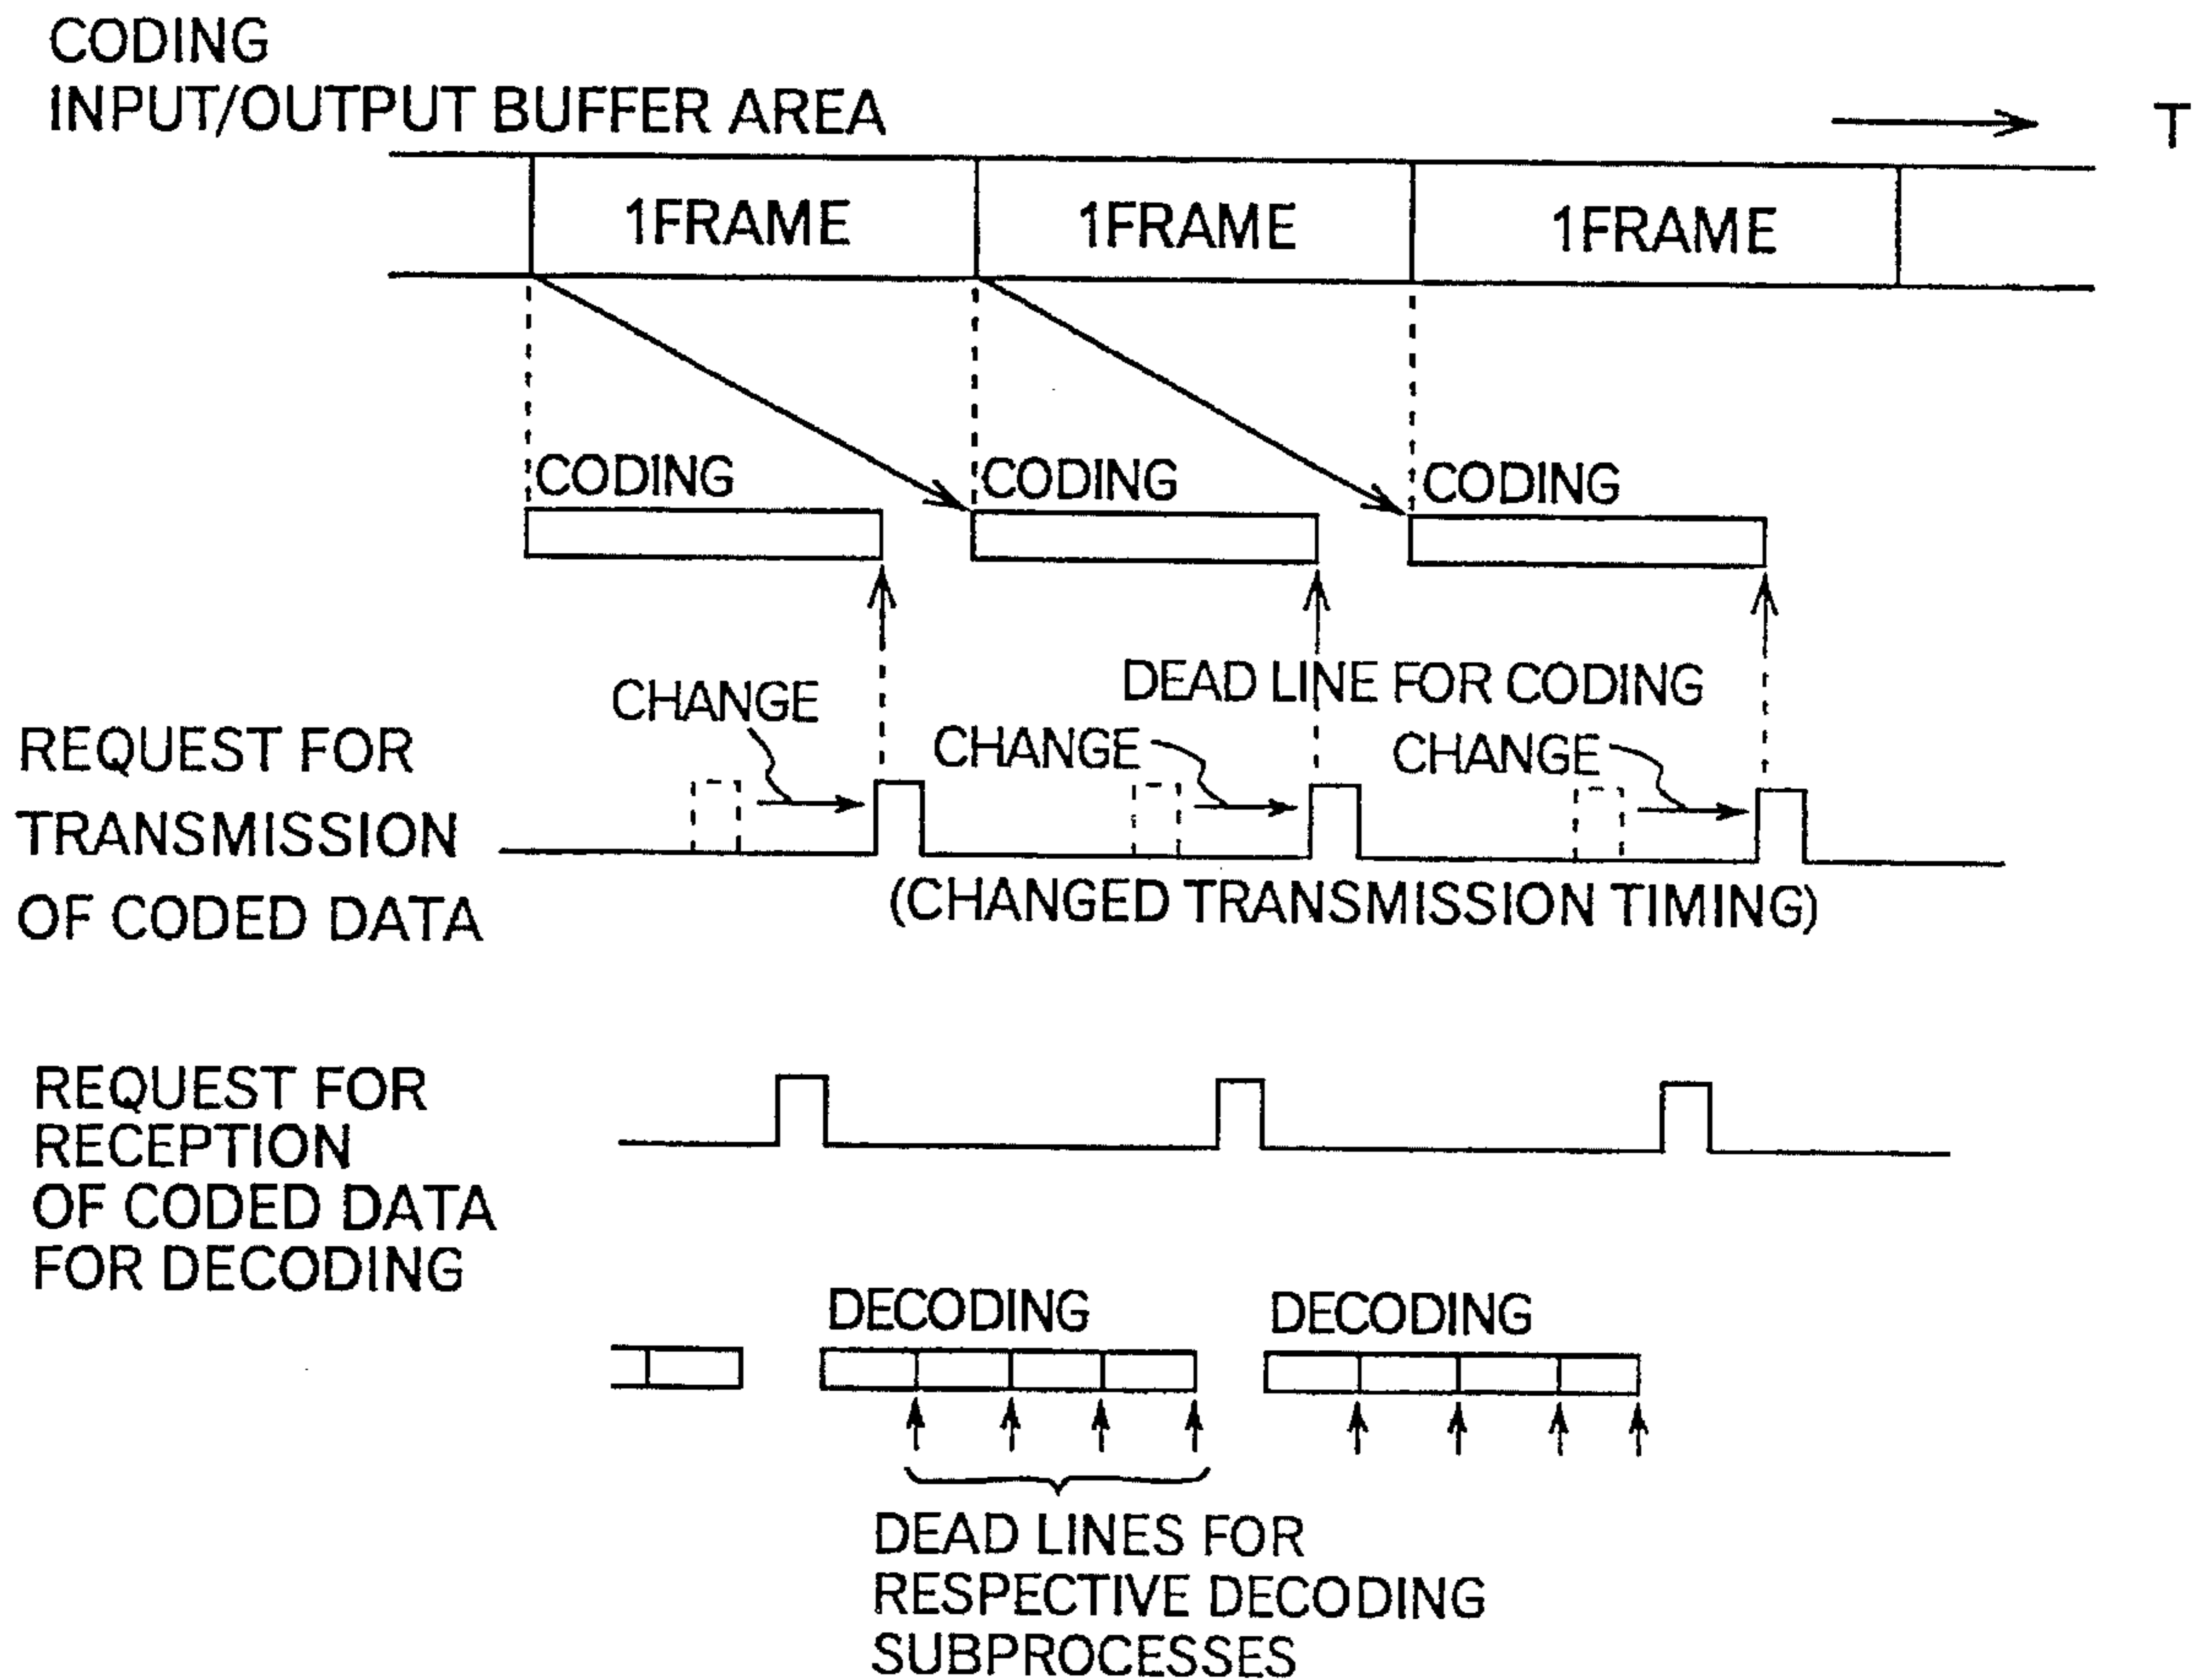 CODING
INPUT/OUTPUT BUFFER AREA
T
1FRAME
1FRAME
1FRAME
CODING
CODING
CODING
DEAD LINE FOR CODING
CHANGE
CHANGE
CHANGE
REQUEST FOR
TRANSMISSION
OF CODED DATA
(CHANGED TRANSMISSION TIMING)
REQUEST FOR
RECEPTION
OF CODED DATA
FOR DECODING
DECODING
DECODING
DEAD LINES FOR
RESPECTIVE DECODING
SUBPROCESSES